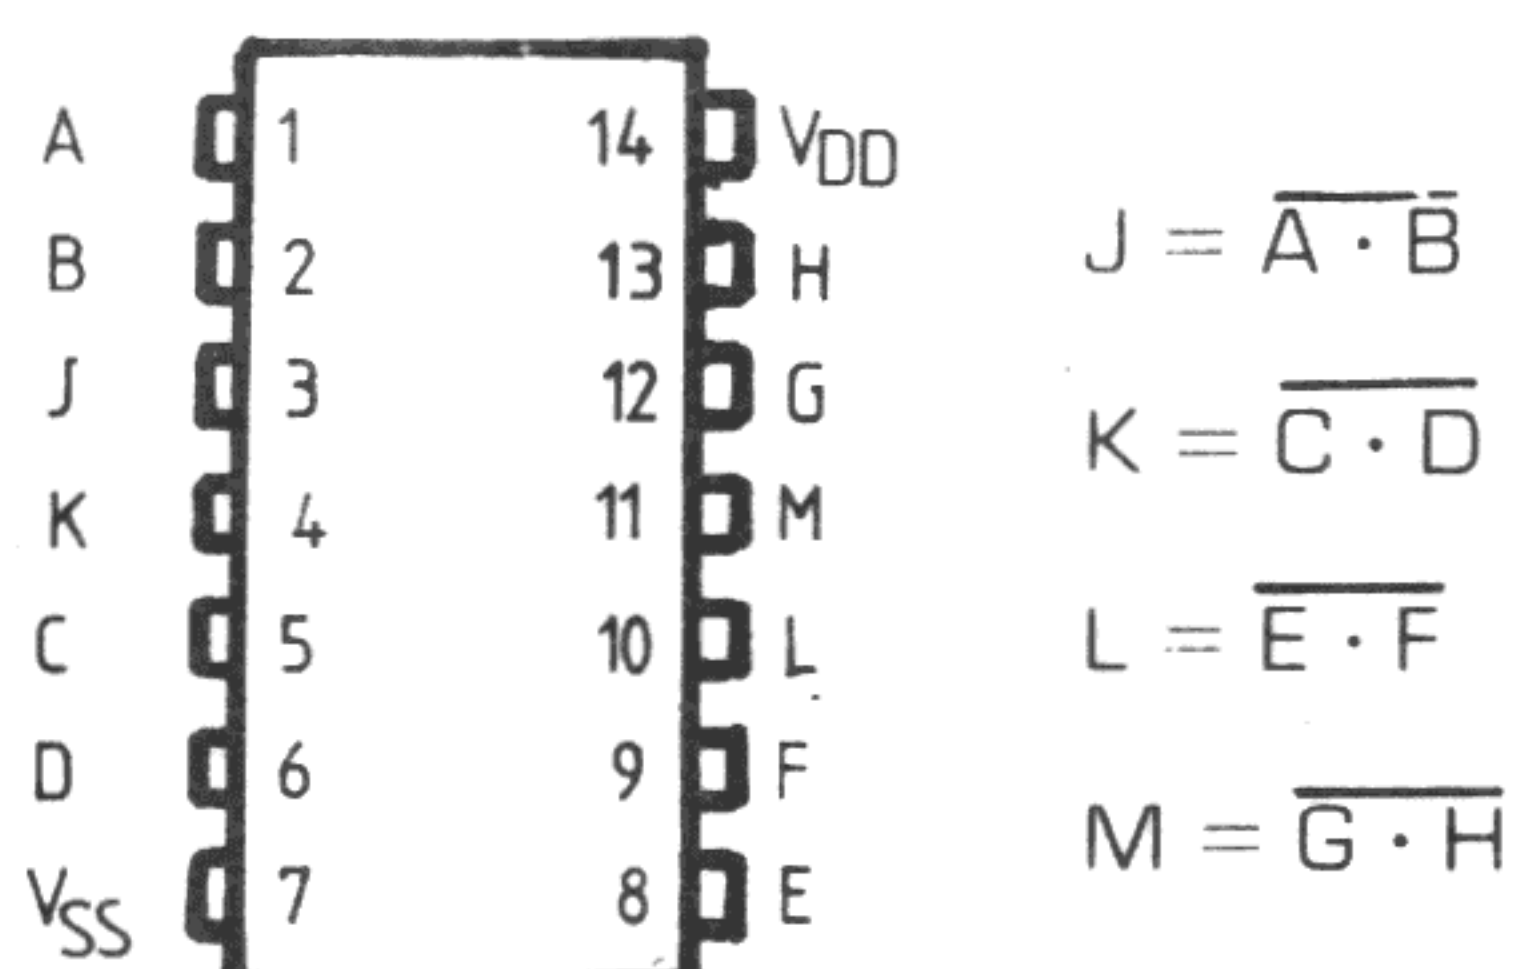 A 1 14 VDD
B 2 13 H
J 3 12 G
K 4 11 M
C 5 10 L
D 6 9 F
VSS 7 8 E
J = A̅ ̅·̅ ̅B̅
K = C̅ ̅·̅ ̅D̅
L = E̅ ̅·̅ ̅F̅
M = G̅ ̅·̅ ̅H̅